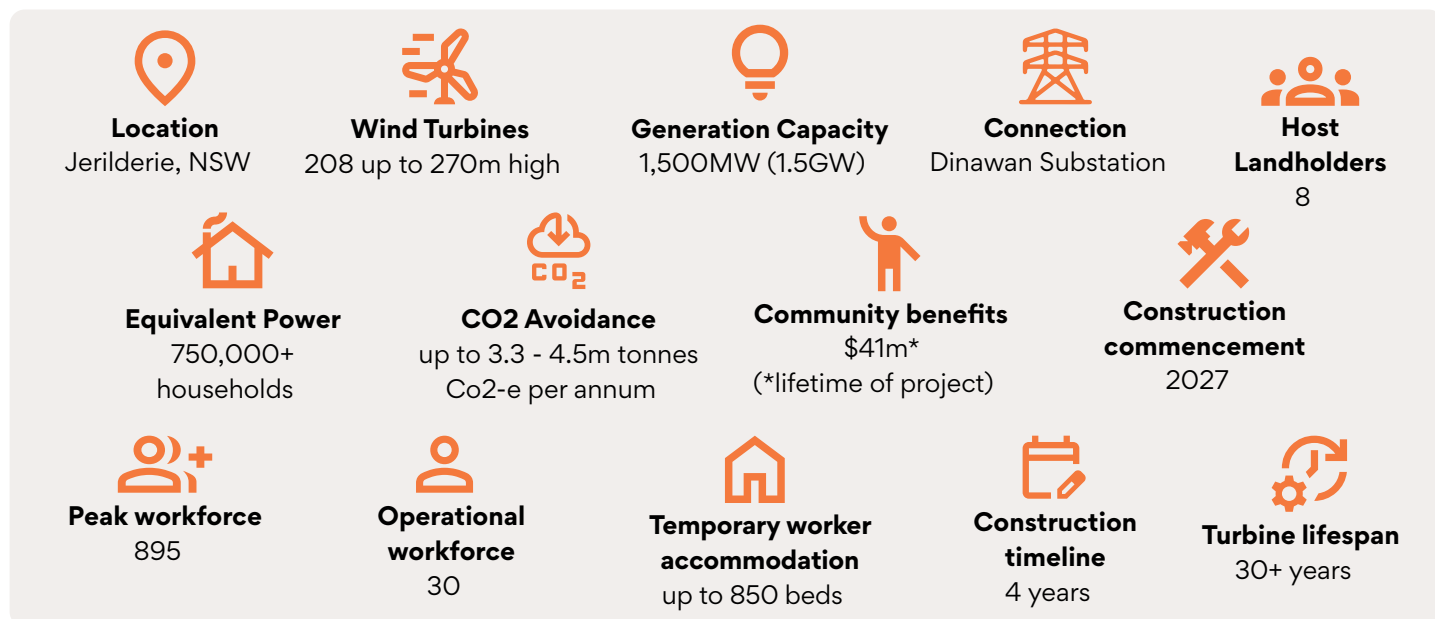 Location
Jerilderie, NSW
Wind Turbines
208 up to 270m high
Generation Capacity
1,500MW (1.5GW)
Connection
Dinawan Substation
Host
Landholders
8
Equivalent Power
750,000+
households
CO2
CO2 Avoidance
up to 3.3 - 4.5m tonnes
Co2-e per annum
Community benefits
$41m*
(*lifetime of project)
Construction
commencement
2027
Peak workforce
895
Operational
workforce
30
Temporary worker
accommodation
up to 850 beds
Construction
timeline
4 years
Turbine lifespan
30+ years